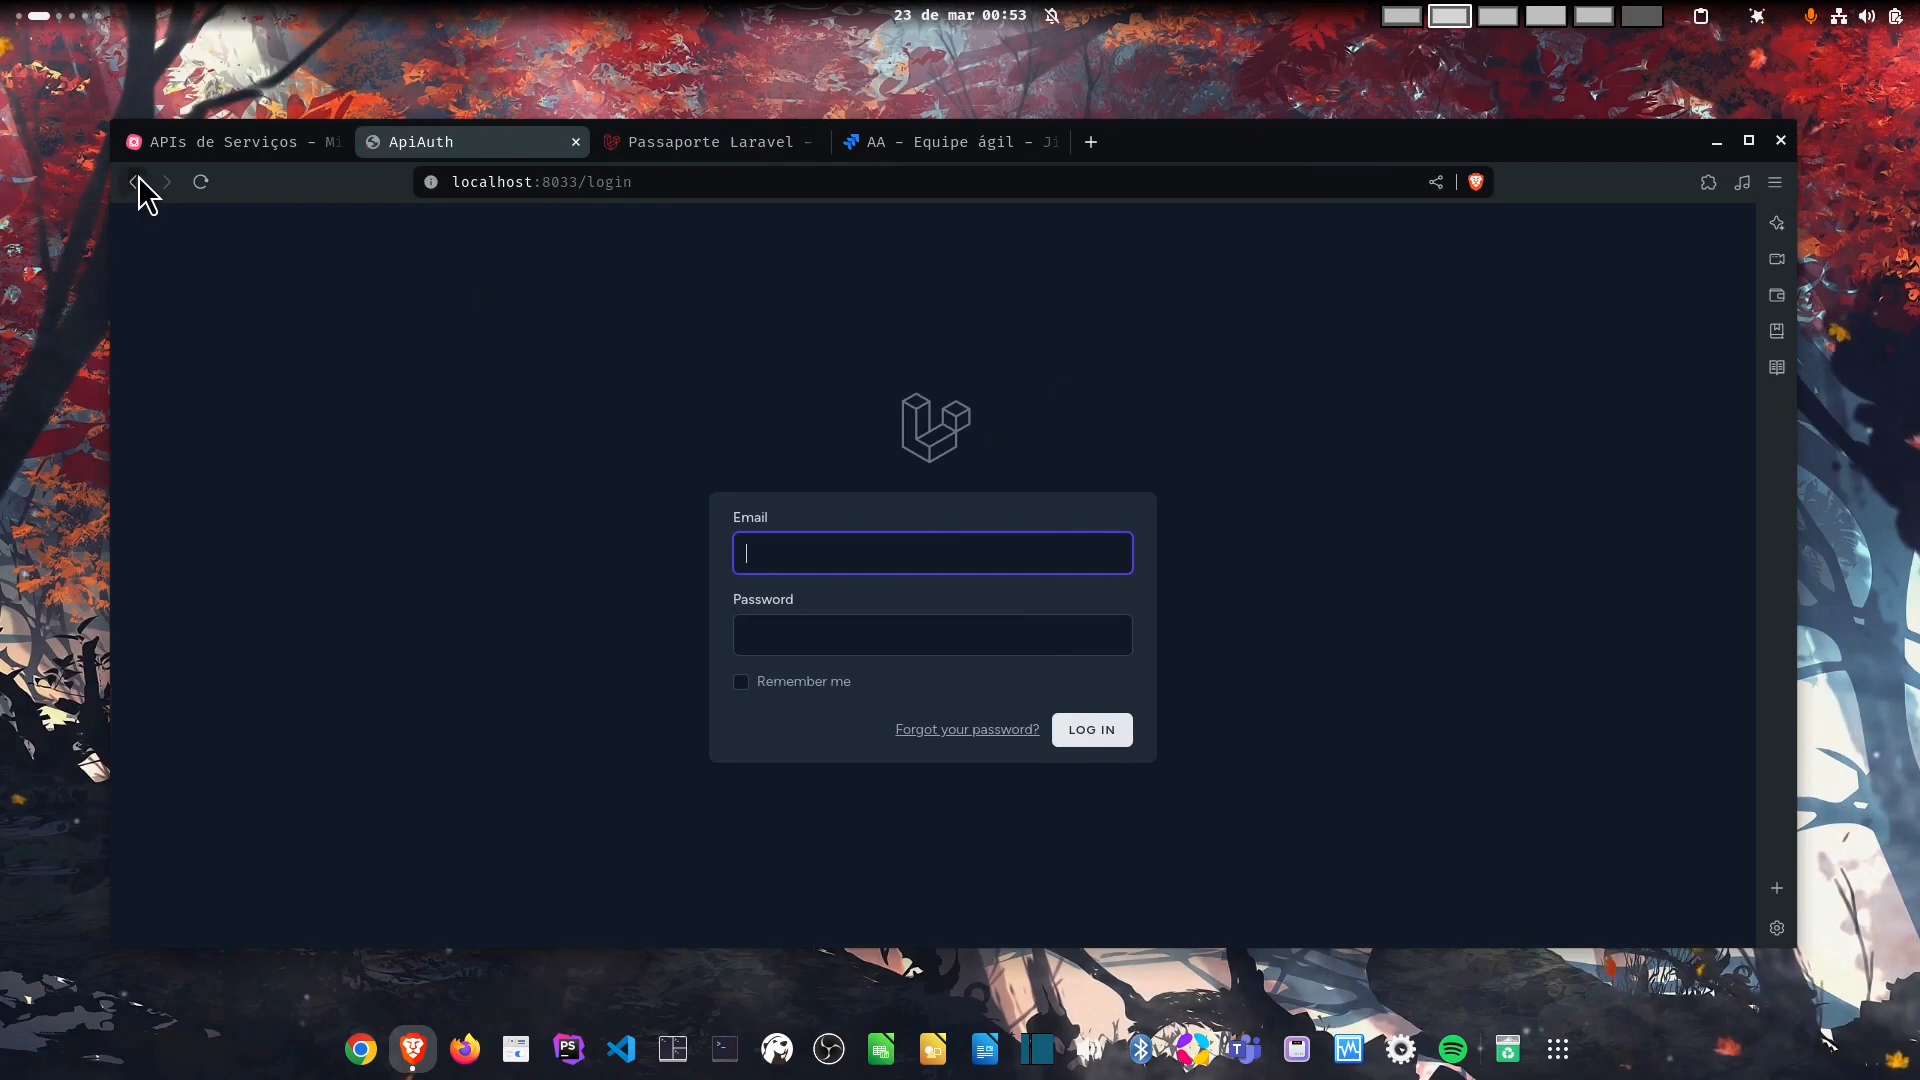 23 de mar 00:53
APIs de Serviços - Mi
ApiAuth
Passaporte Laravel -
AA - Equipe ágil - Ji
localhost:8033/login
Email
Password
Remember me
Forgot your password?
LOG IN
PS